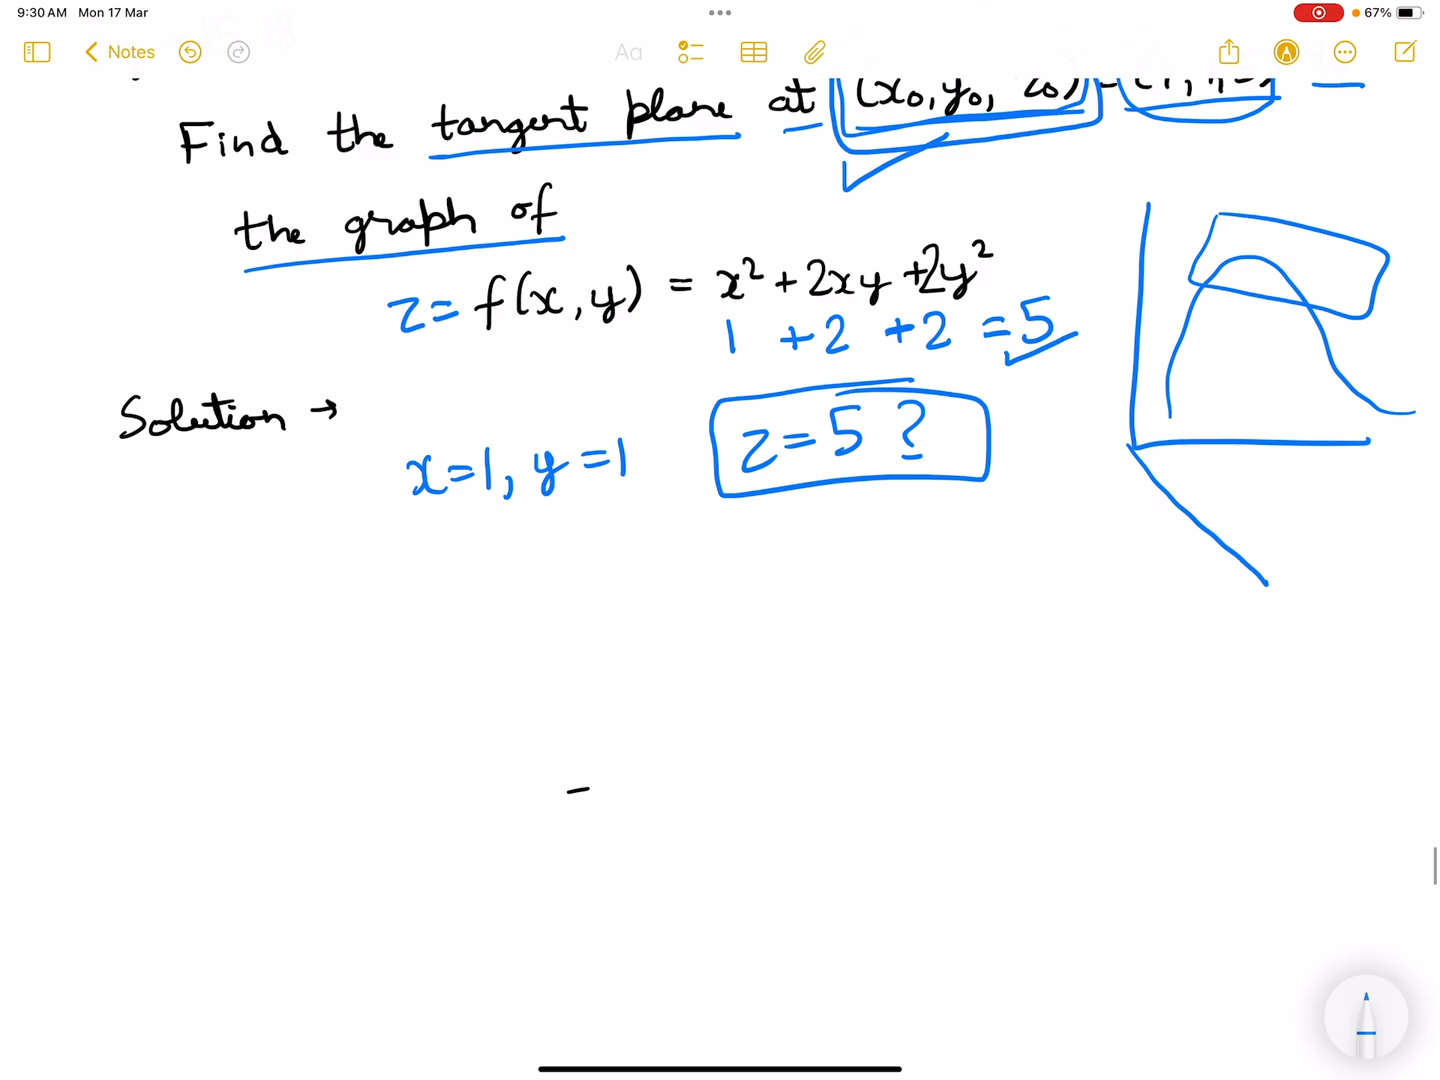 9:30 AM Mon 17 Mar 67%
Notes Aa
Find the tangent plane at (x₀, y₀, z₀) =
the graph of
z = f(x, y) = x² + 2xy + 2y²
1 + 2 + 2 = 5
Solution →
x=1, y=1 z=5 ?